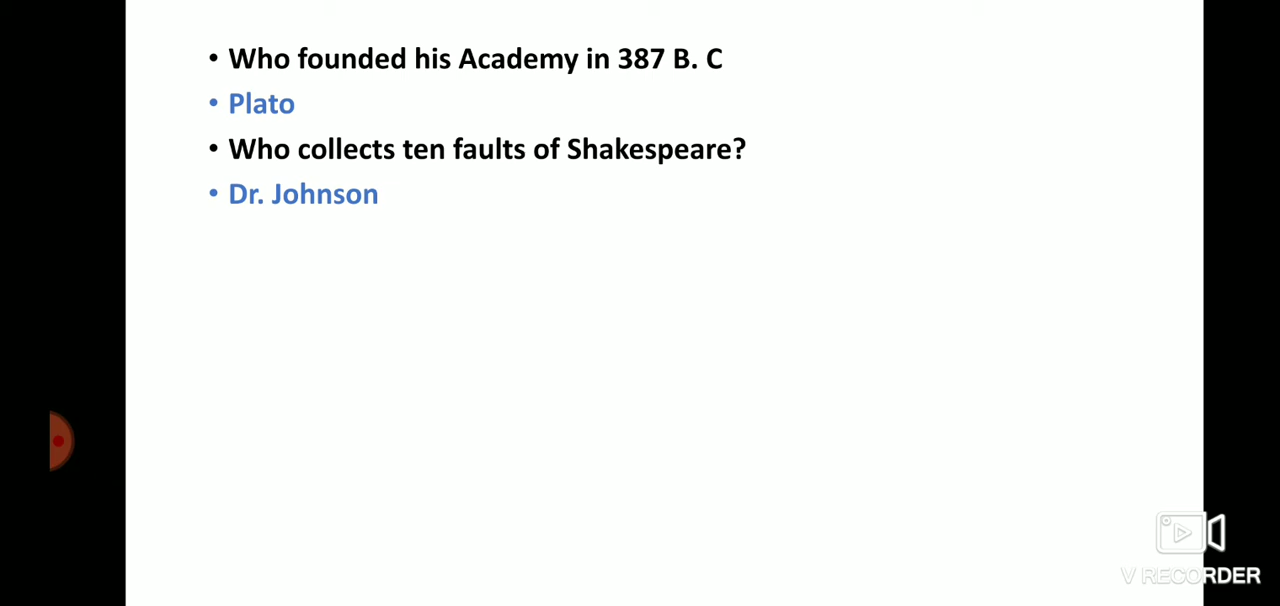 • Who founded his Academy in 387 B. C
• Plato
• Who collects ten faults of Shakespeare?
• Dr. Johnson
V RECORDER